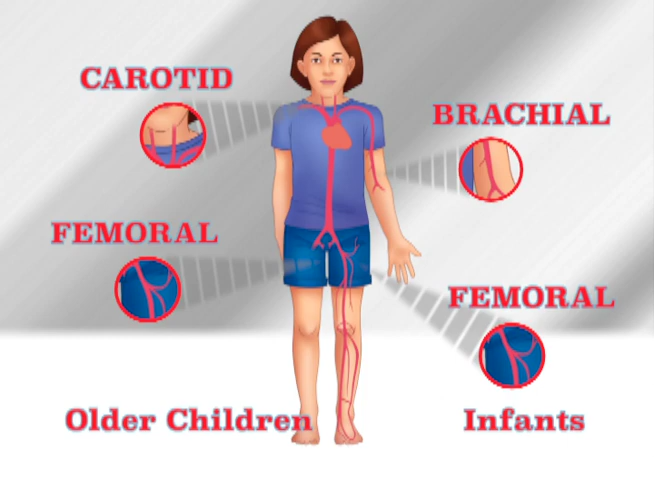 CAROTID
BRACHIAL
FEMORAL
FEMORAL
Older Children
Infants